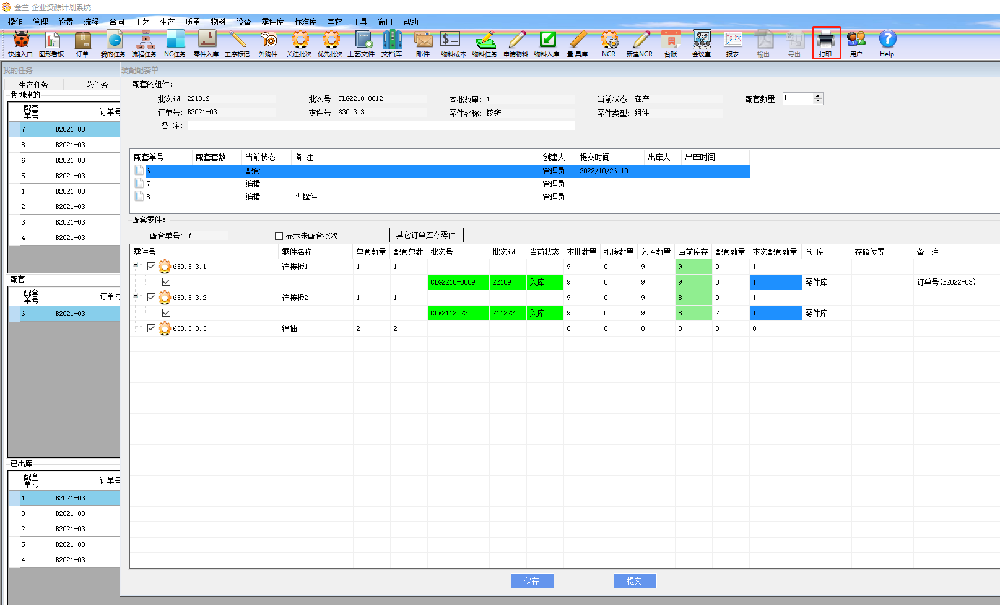 金兰 企业资源计划系统
操作 管理 设置 流程 合同 工艺 生产 质量 物料 设备 零件库 标准库 其它 工具 窗口 帮助
快捷入口 图形看板 订单 我的任务 流程任务 NC任务 零件入库 工序标记 外购件 关注批次 优先批次 工艺文件 文档库 邮件 物料成本 物料任务 申请物料 物料入库 量具库 NCR 新建NCR 台账 会议室 报表 输出 导出 打印 用户 Help
我的任务
生产任务 工艺任务
我创建的
配套单号 订单号
7 B2021-03
8 B2021-03
6 B2021-03
5 B2021-03
1 B2021-03
2 B2021-03
3 B2021-03
4 B2021-03
配套
配套单号 订单号
6 B2021-03
已出库
配套单号 订单号
1 B2021-03
3 B2021-03
2 B2021-03
5 B2021-03
4 B2021-03
装配配套单
配套的组件：
批次id: 221012 批次号: CLG2210-0012 本批数量: 1 当前状态: 在产 配套数量: 1
订单号: B2021-03 零件号: 630.3.3 零件名称: 铰链 零件类型: 组件
备 注:
配套单号 配套套数 当前状态 备 注 创建人 提交时间 出库人 出库时间
6 1 配套 管理员 2022/10/26 10...
7 1 编辑 管理员
8 1 编辑 先锋件 管理员
配套零件：
配套单号: 7 显示未配套批次 其它订单库存零件
零件号 零件名称 单套数量 配套总数 批次号 批次id 当前状态 本批数量 报废数量 入库数量 当前库存 配套数量 本次配套数量 仓 库 存储位置 备 注
630.3.3.1 连接板1 1 1 9 0 9 9 0 1
CLG2210-0009 22109 入库 9 0 9 9 0 1 零件库 订单号(B2022-03)
630.3.3.2 连接板2 1 1 9 0 9 8 0 1
CLA2112.22 211222 入库 9 0 9 8 2 1 零件库
630.3.3.3 销轴 2 2 0 0 0 0 0 0
保存 提交